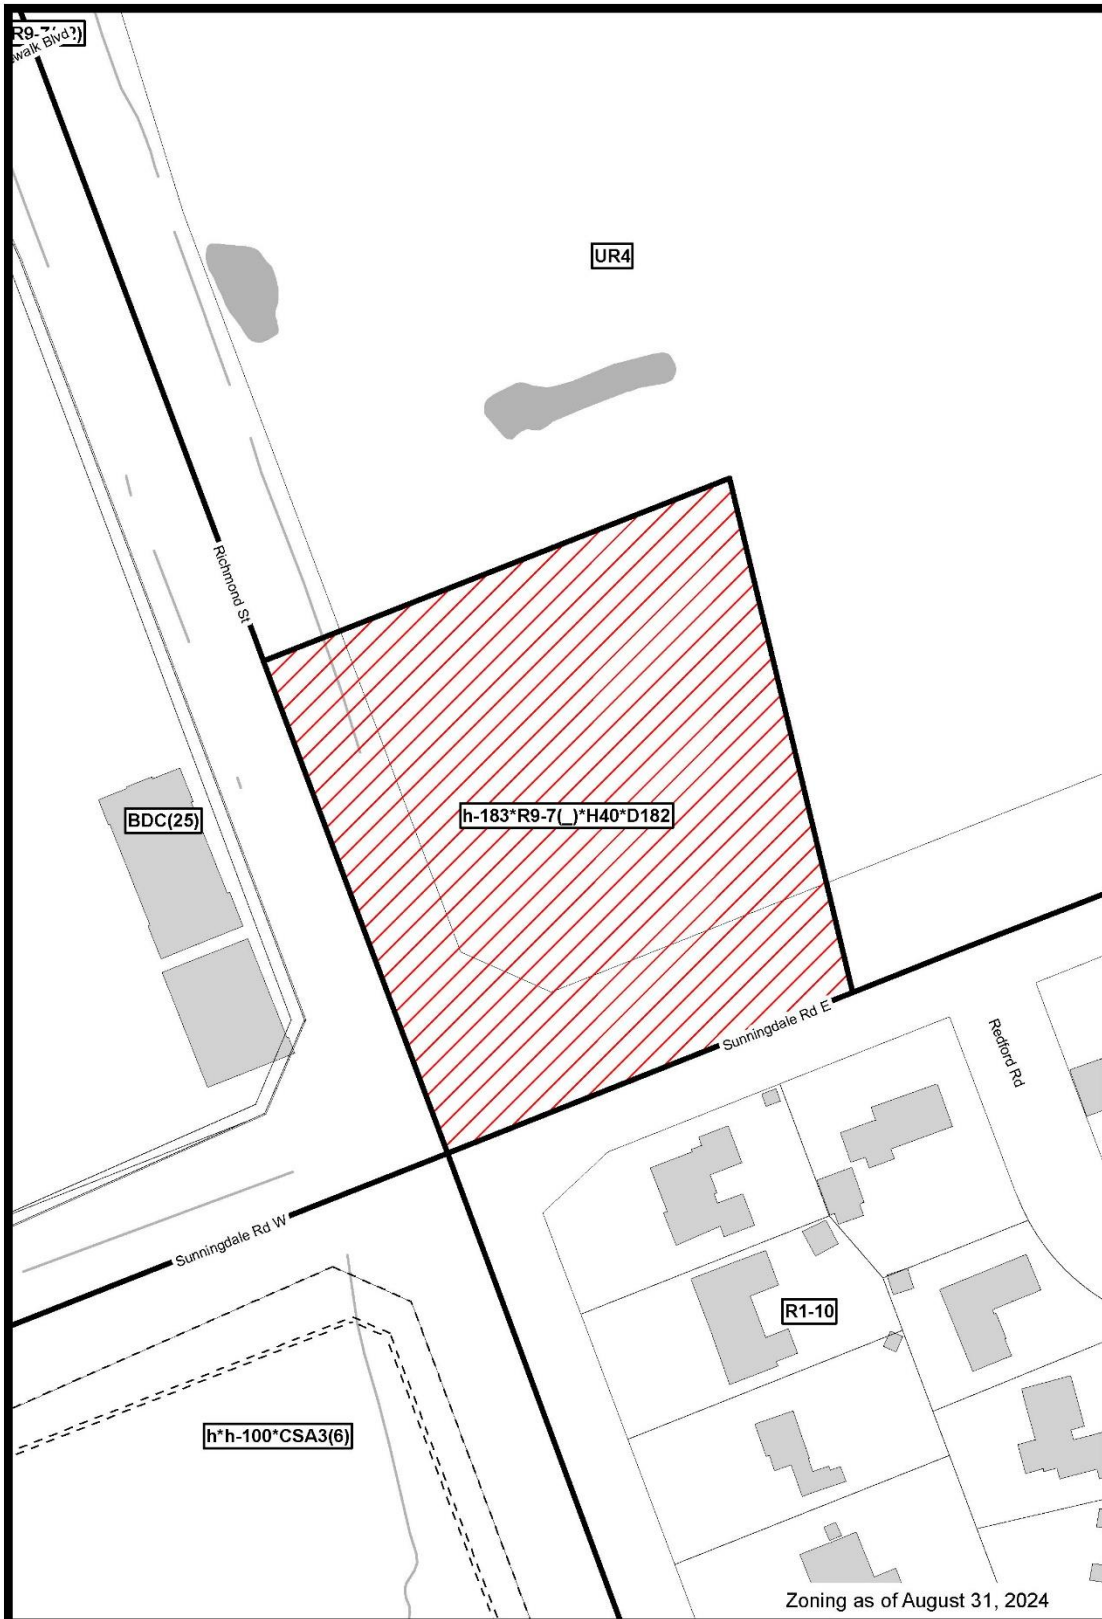 walk Blvd
UR4
Richmond St
BDC(25)
h-183*R9-7(_)*H40*D182
Sunningdale Rd E
Redford Rd
Sunningdale Rd W
R1-10
h*h-100*CSA3(6)
Zoning as of August 31, 2024